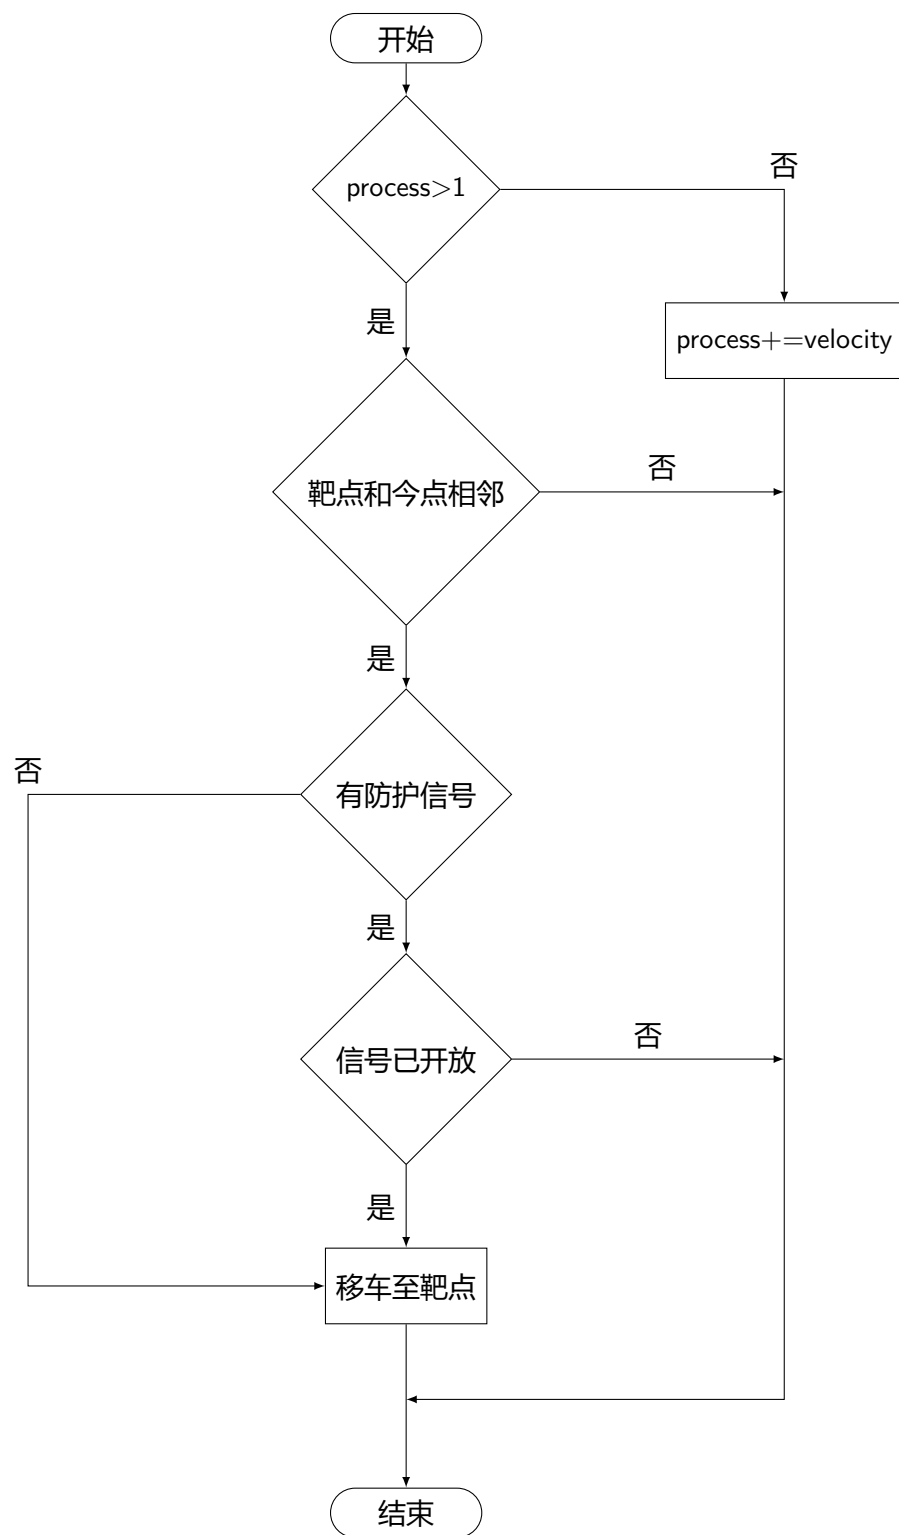 开始
process>1
否
是
process+=velocity
靶点和今点相邻
否
是
否
有防护信号
是
信号已开放
否
是
移车至靶点
结束